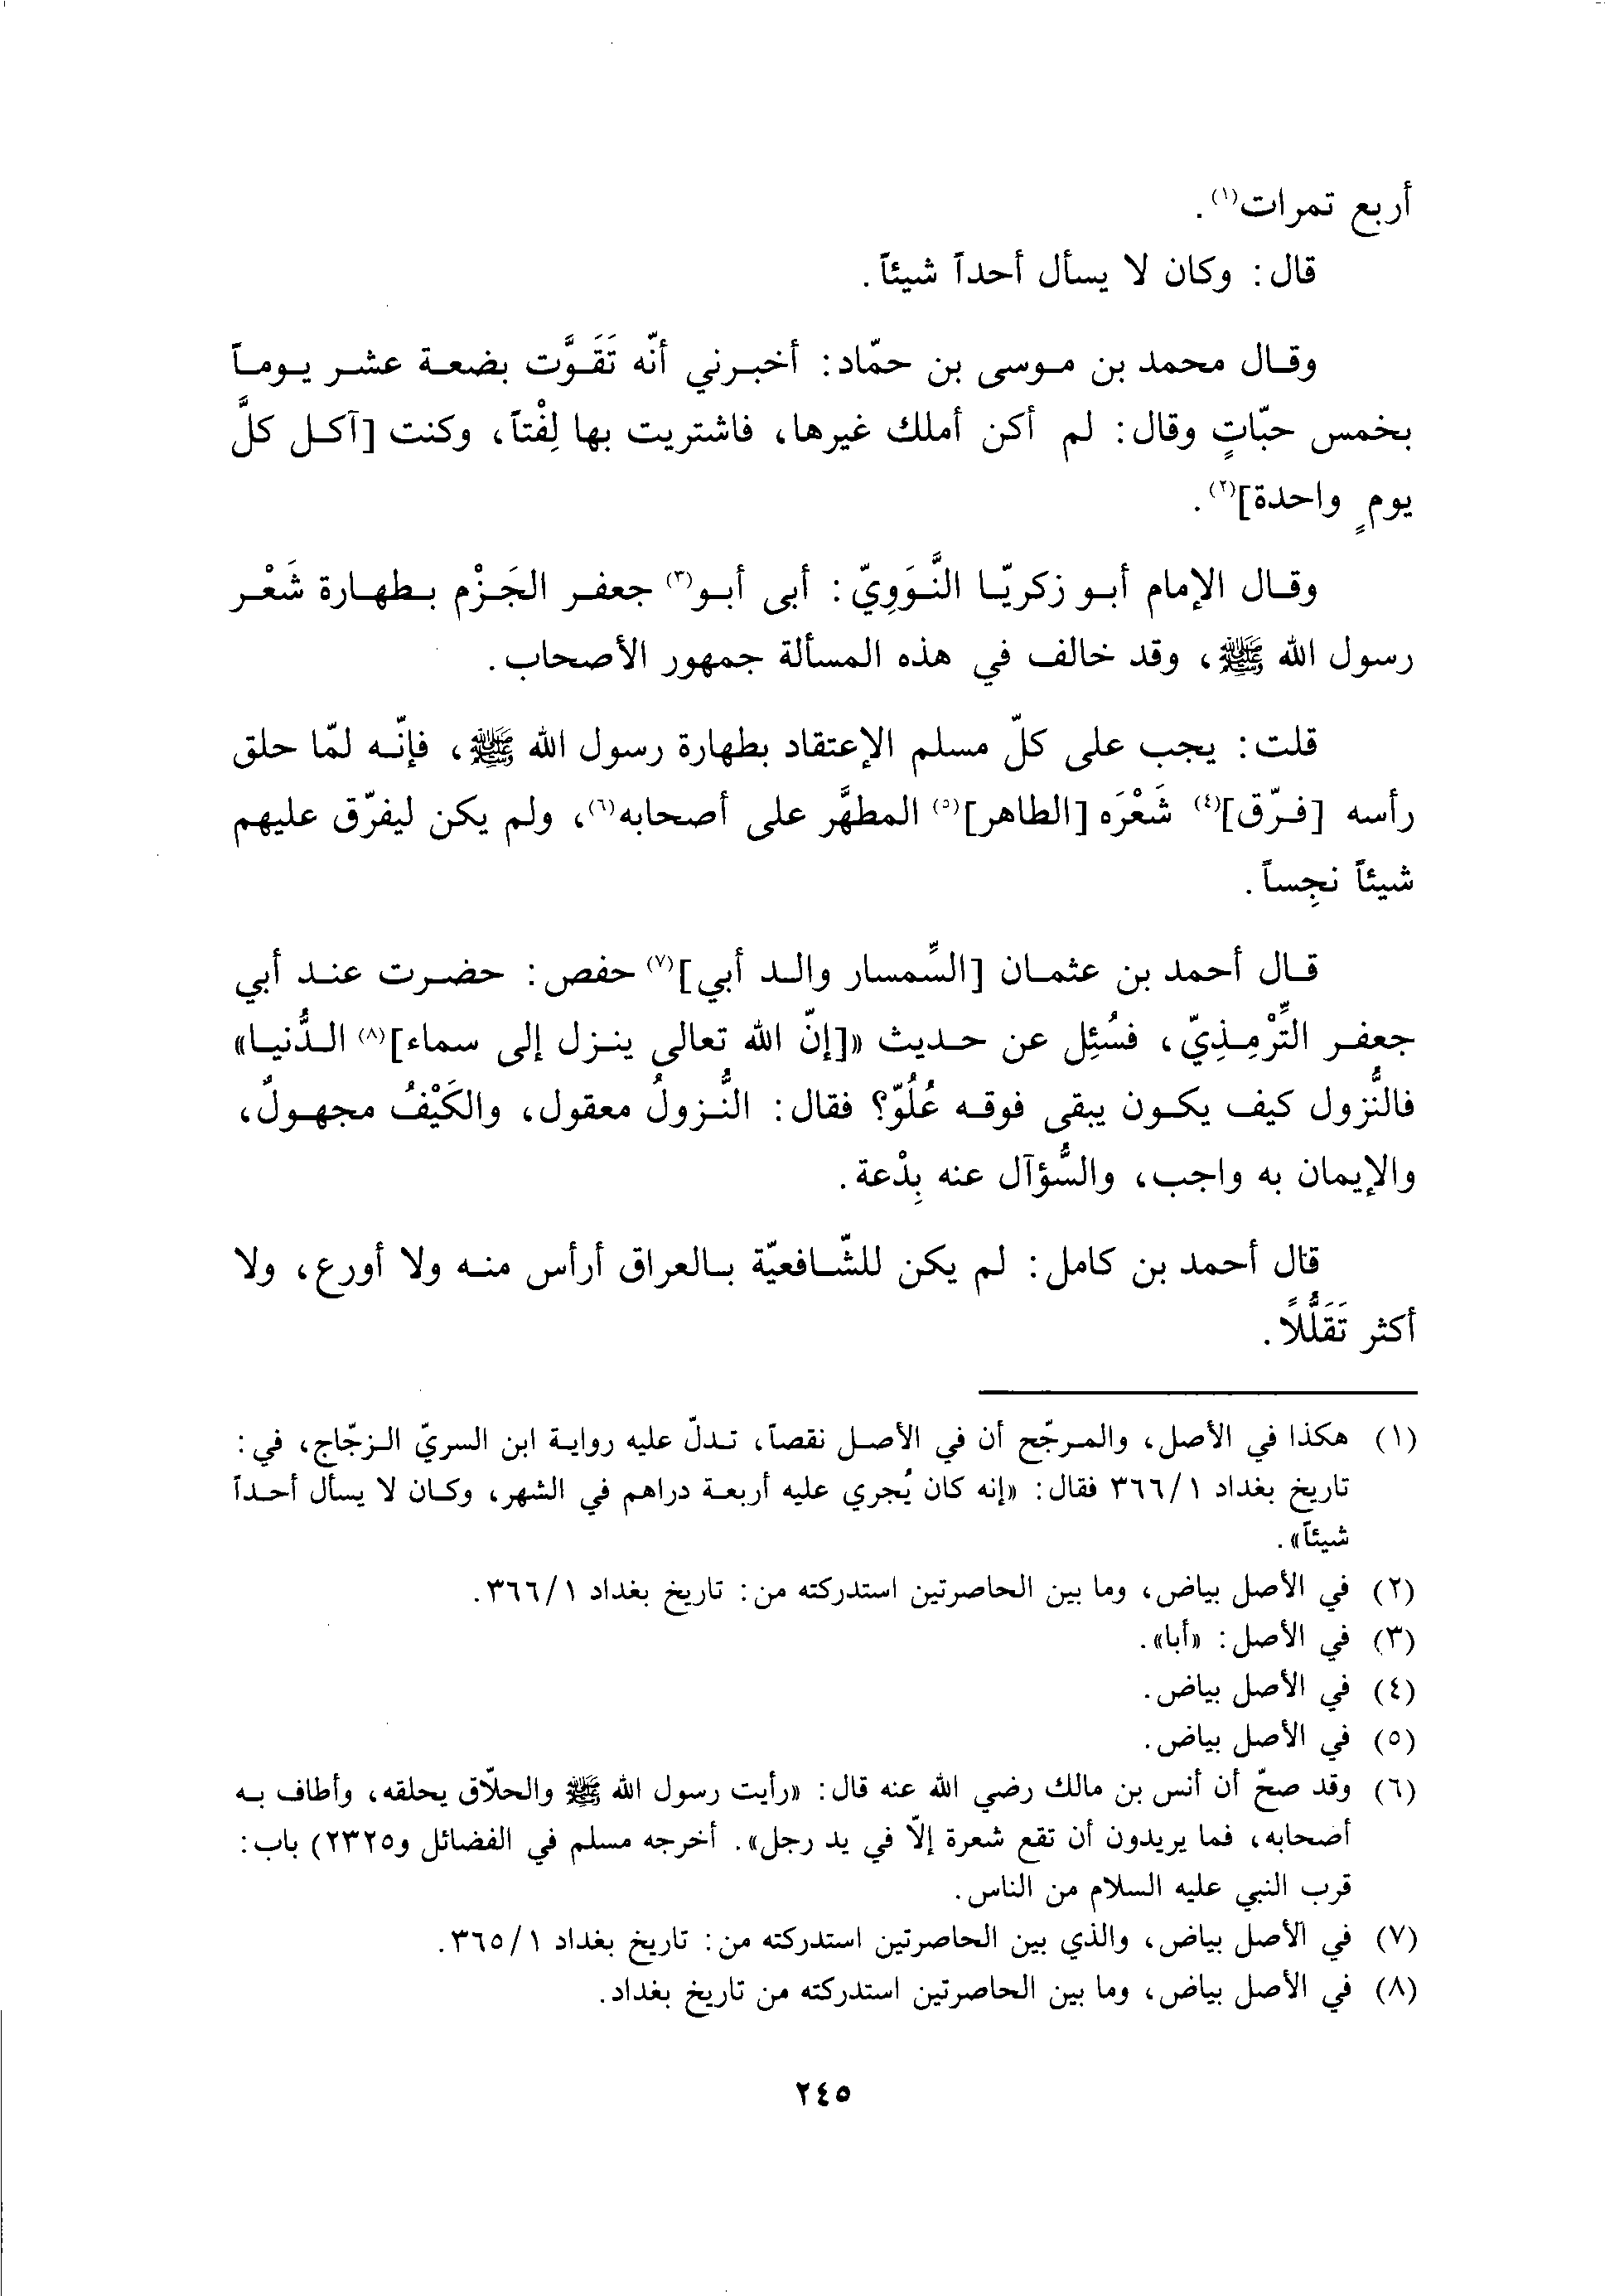 أربع تمرات(١).
قال: وكان لا يسأل أحداً شيئاً.
وقال محمد بن موسى بن حمّاد: أخبرني أنّه تَقَوَّت بضعة عشر يوماً
بخمس حبّاتٍ وقال: لم أكن أملك غيرها، فاشتريت بها لِفْتاً، وكنت [آكل كلَّ
يومٍ واحدة](٢).
وقال الإمام أبو زكريّا النَّوَوِيّ: أبى أبو(٣) جعفر الجَزْم بطهارة شَعْر
رسول الله ﷺ، وقد خالف في هذه المسألة جمهور الأصحاب.
قلت: يجب على كلّ مسلم الإعتقاد بطهارة رسول الله ﷺ، فإنّه لمّا حلق
رأسه [فرّق](٤) شَعْرَه [الطاهر](٥) المطهَّر على أصحابه(٦)، ولم يكن ليفرّق عليهم
شيئاً نجِساً.
قال أحمد بن عثمان [السِّمسار والد أبي](٧) حفص: حضرت عند أبي
جعفر التِّرْمِذِيّ، فسُئِل عن حديث «[إنّ الله تعالى ينزل إلى سماء](٨) الدُّنيا»
فالنُّزول كيف يكون يبقى فوقه عُلُوّ؟ فقال: النُّزولُ معقول، والكَيْفُ مجهولٌ،
والإيمان به واجب، والسُّؤآل عنه بِدْعة.
قال أحمد بن كامل: لم يكن للشّافعيّة بالعراق أرأس منه ولا أورع، ولا
أكثر تَقَلُّلاً.
(١) هكذا في الأصل، والمرجّح أن في الأصل نقصاً، تدلّ عليه رواية ابن السريّ الزجّاج، في:
تاريخ بغداد ٣٦٦/١ فقال: «إنه كان يُجري عليه أربعة دراهم في الشهر، وكان لا يسأل أحداً
شيئاً».
(٢) في الأصل بياض، وما بين الحاصرتين استدركته من: تاريخ بغداد ٣٦٦/١.
(٣) في الأصل: «أبا».
(٤) في الأصل بياض.
(٥) في الأصل بياض.
(٦) وقد صحّ أن أنس بن مالك رضي الله عنه قال: «رأيت رسول الله ﷺ والحلّاق يحلقه، وأطاف به
أصحابه، فما يريدون أن تقع شعرة إلّا في يد رجل». أخرجه مسلم في الفضائل و٢٣٢٥) باب:
قرب النبي عليه السلام من الناس.
(٧) في الأصل بياض، والذي بين الحاصرتين استدركته من: تاريخ بغداد ٣٦٥/١.
(٨) في الأصل بياض، وما بين الحاصرتين استدركته من تاريخ بغداد.
٢٤٥